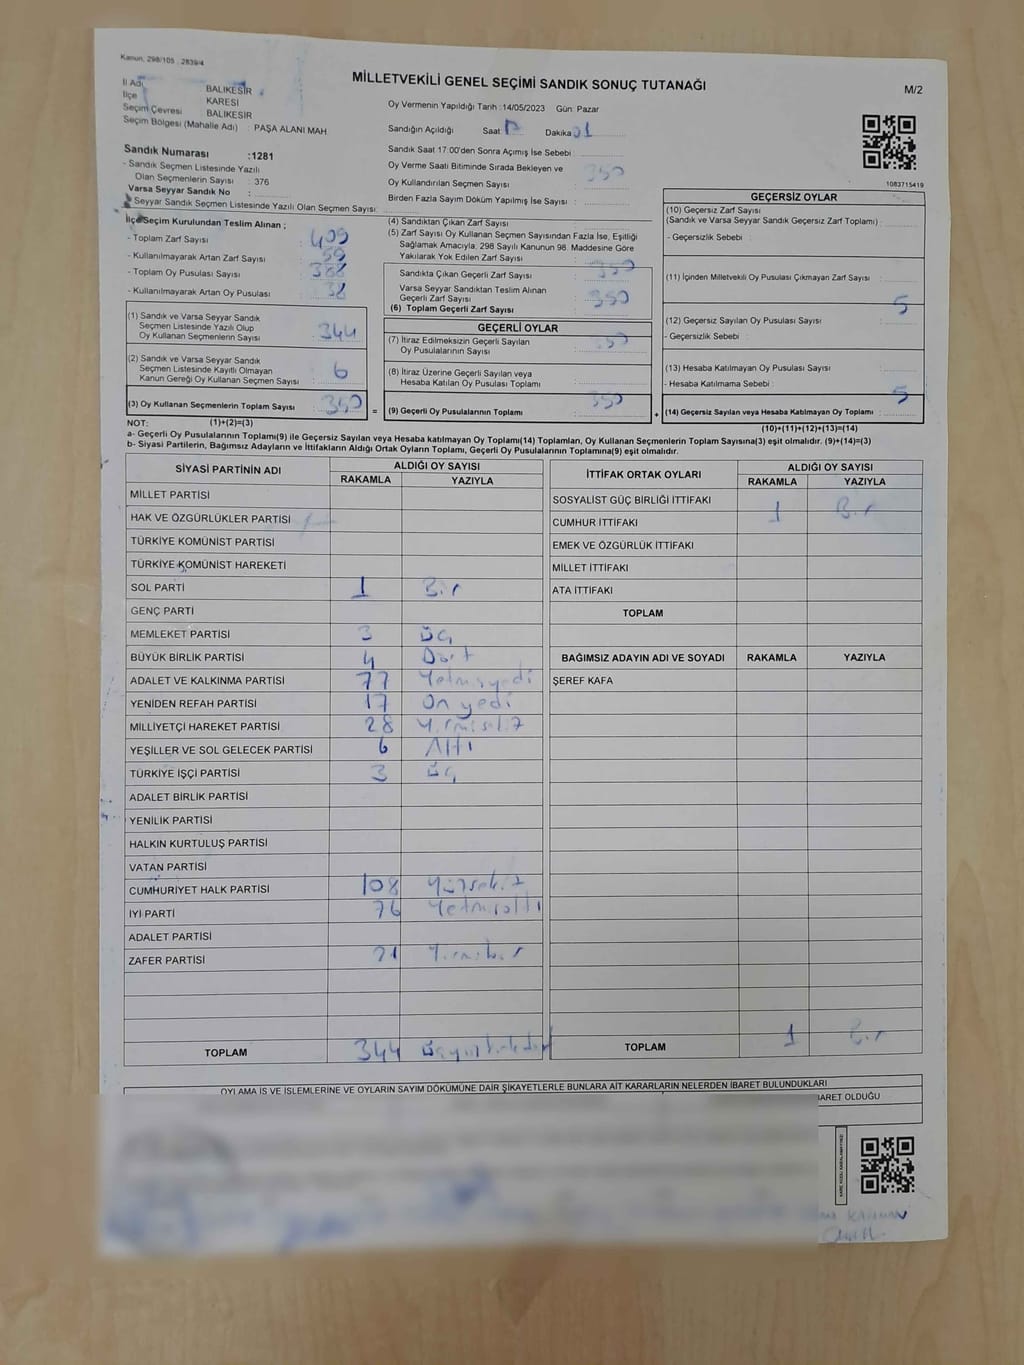 Kanun, 298/105 , 2839/4
MİLLETVEKİLİ GENEL SEÇİMİ SANDIK SONUÇ TUTANAĞI
M/2
İl Adı BALIKESİR
İlçe KARESİ
Seçim Çevresi BALIKESİR
Seçim Bölgesi (Mahalle Adı) : PAŞA ALANI MAH
Oy Vermenin Yapıldığı Tarih :14/05/2023 Gün: Pazar
Sandığın Açıldığı Saat Dakika 01
Sandık Saat 17:00'den Sonra Açımış İse Sebebi
Oy Verme Saati Bitiminde Sırada Bekleyen ve
Oy Kullandırılan Seçmen Sayısı 350
Birden Fazla Sayım Döküm Yapılmış İse Sayısı :
Sandık Numarası :1281
- Sandık Seçmen Listesinde Yazılı
Olan Seçmenlerin Sayısı : 376
Varsa Seyyar Sandık No :
Seyyar Seçmen Listesinde Yazılı Olan Seçmen Sayısı:
1083715419
İlçe Seçim Kurulundan Teslim Alınan ;
- Toplam Zarf Sayısı : 409
- Kullanılmayarak Artan Zarf Sayısı : 59
- Toplam Oy Pusulası Sayısı : 388
- Kullanılmayarak Artan Oy Pusulası : 38
(1) Sandık ve Varsa Seyyar Sandık
Seçmen Listesinde Yazılı Olup
Oy Kullanan Seçmenlerin Sayısı : 344
(2) Sandık ve Varsa Seyyar Sandık
Seçmen Listesinde Kayıtlı Olmayan
Kanun Gereği Oy Kullanan Seçmen Sayısı : 6
(3) Oy Kullanan Seçmenlerin Toplam Sayısı : 350
(4) Sandıktan Çıkan Zarf Sayısı
(5) Zarf Sayısı Oy Kullanan Seçmen Sayısından Fazla İse, Eşitliği
Sağlamak Amacıyla, 298 Sayılı Kanunun 98. Maddesine Göre
Yakılarak Yok Edilen Zarf Sayısı :
Sandıkta Çıkan Geçerli Zarf Sayısı : 350
Varsa Seyyar Sandıktan Teslim Alınan
Geçerli Zarf Sayısı :
(6) Toplam Geçerli Zarf Sayısı : 350
GEÇERLİ OYLAR
(7) İtiraz Edilmeksizin Geçerli Sayılan
Oy Pusulalarının Sayısı :
(8) İtiraz Üzerine Geçerli Sayılan veya
Hesaba Katılan Oy Pusulası Toplamı :
= (9) Geçerli Oy Pusulalarının Toplamı : 350
GEÇERSİZ OYLAR
(10) Geçersiz Zarf Sayısı
(Sandık ve Varsa Seyyar Sandık Geçersiz Zarf Toplamı) :
- Geçersizlik Sebebi :
(11) İçinden Milletvekili Oy Pusulası Çıkmayan Zarf Sayısı :
(12) Geçersiz Sayılan Oy Pusulası Sayısı : 5
- Geçersizlik Sebebi :
(13) Hesaba Katılmayan Oy Pusulası Sayısı :
- Hesaba Katılmama Sebebi :
+ (14) Geçersiz Sayılan veya Hesaba Katılmayan Oy Toplamı : 5
NOT: (1)+(2)=(3)
(10)+(11)+(12)+(13)=(14)
a- Geçerli Oy Pusulalarının Toplamı(9) ile Geçersiz Sayılan veya Hesaba katılmayan Oy Toplamı(14) Toplamları, Oy Kullanan Seçmenlerin Toplam Sayısına(3) eşit olmalıdır. (9)+(14)=(3)
b- Siyasi Partilerin, Bağımsız Adayların ve İttifakların Aldığı Ortak Oyların Toplamı, Geçerli Oy Pusulalarının Toplamına(9) eşit olmalıdır.
SİYASİ PARTİNİN ADI ALDIĞI OY SAYISI
RAKAMLA YAZIYLA
MİLLET PARTİSİ
HAK VE ÖZGÜRLÜKLER PARTİSİ
TÜRKİYE KOMÜNİST PARTİSİ
TÜRKİYE KOMÜNİST HAREKETİ
SOL PARTİ 1 Bir
GENÇ PARTİ
MEMLEKET PARTİSİ 3 Üç
BÜYÜK BİRLİK PARTİSİ 4 Dört
ADALET VE KALKINMA PARTİSİ 77 Yetmişyedi
YENİDEN REFAH PARTİSİ 17 On yedi
MİLLİYETÇİ HAREKET PARTİSİ 28 Yirmisekiz
YEŞİLLER VE SOL GELECEK PARTİSİ 6 Altı
TÜRKİYE İŞÇİ PARTİSİ 3 Üç
ADALET BİRLİK PARTİSİ
YENİLİK PARTİSİ
HALKIN KURTULUŞ PARTİSİ
VATAN PARTİSİ
CUMHURİYET HALK PARTİSİ 108 Yüzsekiz
İYİ PARTİ 76 Yetmişaltı
ADALET PARTİSİ
ZAFER PARTİSİ 21 Yirmibir
TOPLAM 344
İTTİFAK ORTAK OYLARI ALDIĞI OY SAYISI
RAKAMLA YAZIYLA
SOSYALİST GÜÇ BİRLİĞİ İTTİFAKI
CUMHUR İTTİFAKI 1 Bir
EMEK VE ÖZGÜRLÜK İTTİFAKI
MİLLET İTTİFAKI
ATA İTTİFAKI
TOPLAM
BAĞIMSIZ ADAYIN ADI VE SOYADI RAKAMLA YAZIYLA
ŞEREF KAFA
TOPLAM 1 Bir
OYLAMA İŞ VE İŞLEMLERİNE VE OYLARIN SAYIM DÖKÜMÜNE DAİR ŞİKAYETLERLE BUNLARA AİT KARARLARIN NELERDEN İBARET BULUNDUKLARI
BARET OLDUĞU